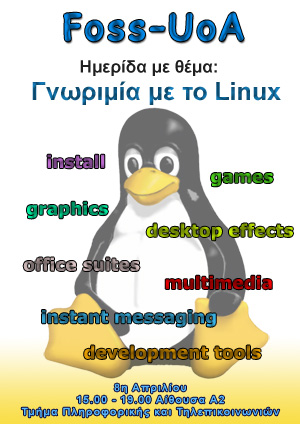 Foss-UoA
Ημερίδα με θέμα:
Γνωριμία με το Linux
install
games
graphics
desktop effects
office suites
multimedia
instant messaging
development tools
8η Απριλίου
15.00 - 19.00 Αίθουσα Α2
Τμήμα Πληροφορικής και Τηλεπικοινωνιών